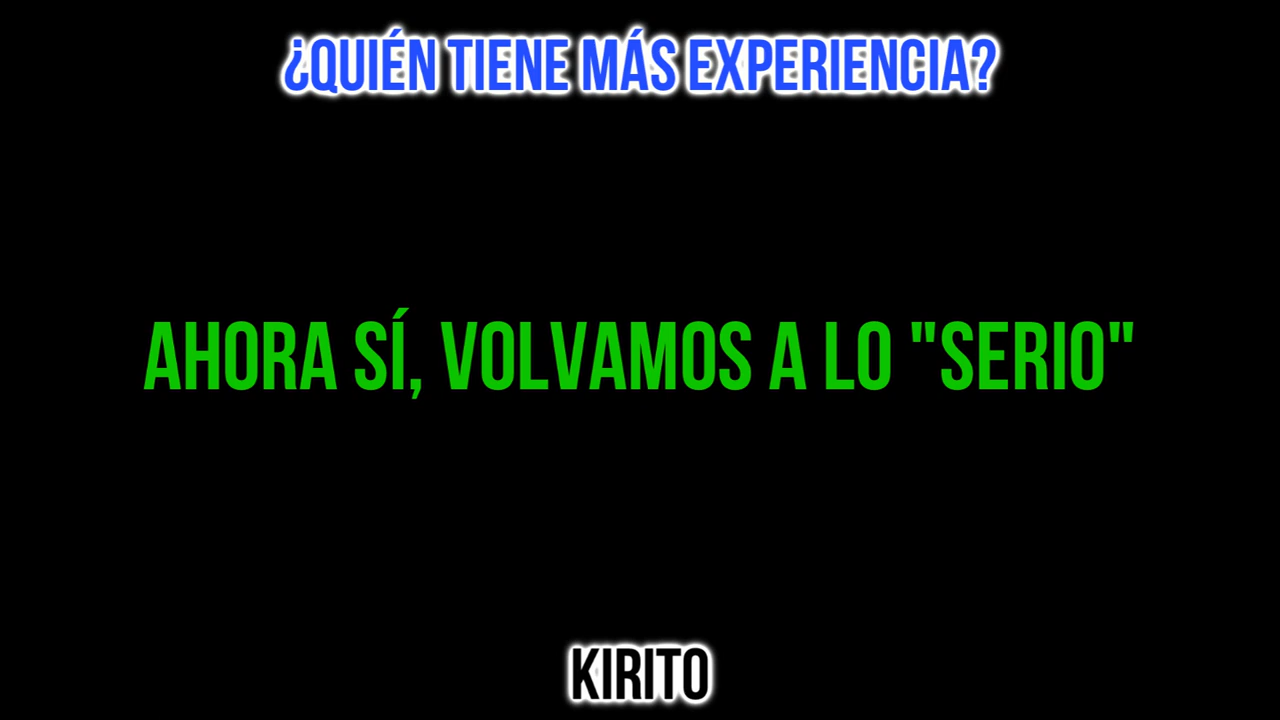 ¿QUIÉN TIENE MÁS EXPERIENCIA?
AHORA SÍ, VOLVAMOS A LO "SERIO"
KIRITO